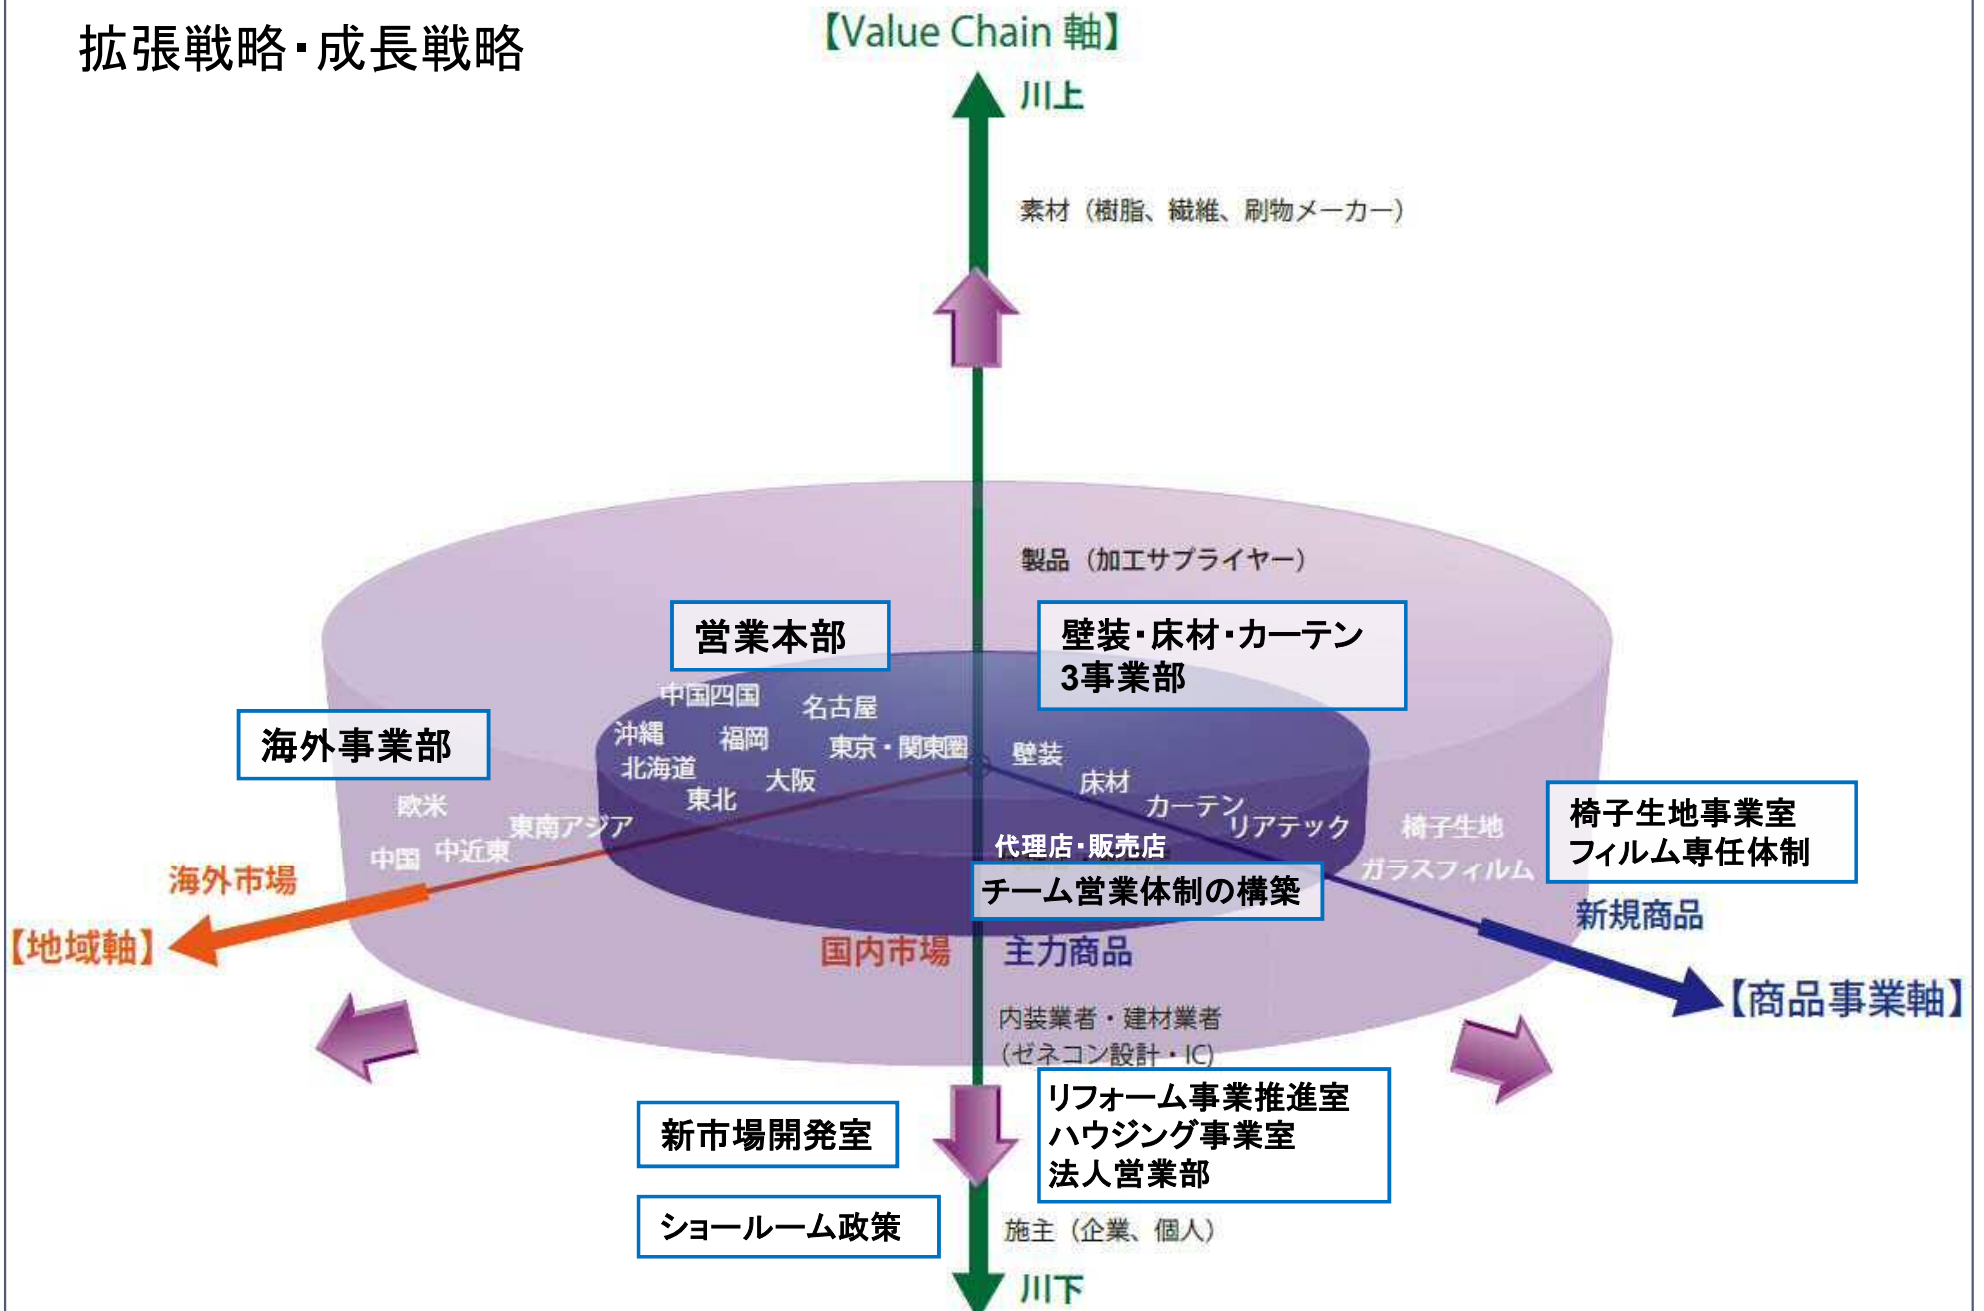 拡張戦略・成長戦略
【Value Chain 軸】
川上
素材（樹脂、繊維、刷物メーカー）
製品（加工サプライヤー）
営業本部
壁装・床材・カーテン
3事業部
海外事業部
中国四国
名古屋
沖縄
福岡
東京・関東圏
北海道
大阪
東北
壁装
床材
カーテン
リアテック
欧米
東南アジア
中国
中近東
椅子生地
ガラスフィルム
椅子生地事業室
フィルム専任体制
代理店・販売店
チーム営業体制の構築
海外市場
【地域軸】
国内市場
主力商品
新規商品
【商品事業軸】
内装業者・建材業者
（ゼネコン設計・IC)
リフォーム事業推進室
ハウジング事業室
法人営業部
新市場開発室
ショールーム政策
施主（企業、個人）
川下